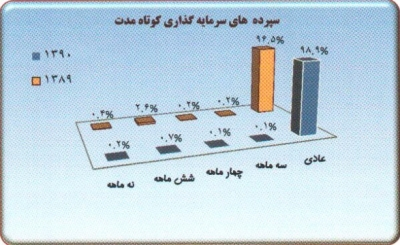 سپرده های سرمایه گذاری کوتاه مدت
۱۳۹۰
۱۳۸۹
۹۶٫۵%
۹۸٫۹%
۰٫۲%
۰٫۲%
۲٫۶%
۰٫۴%
۰٫۱%
۰٫۱%
۰٫۷%
۰٫۲%
عادی
سه ماهه
چهار ماهه
شش ماهه
نه ماهه